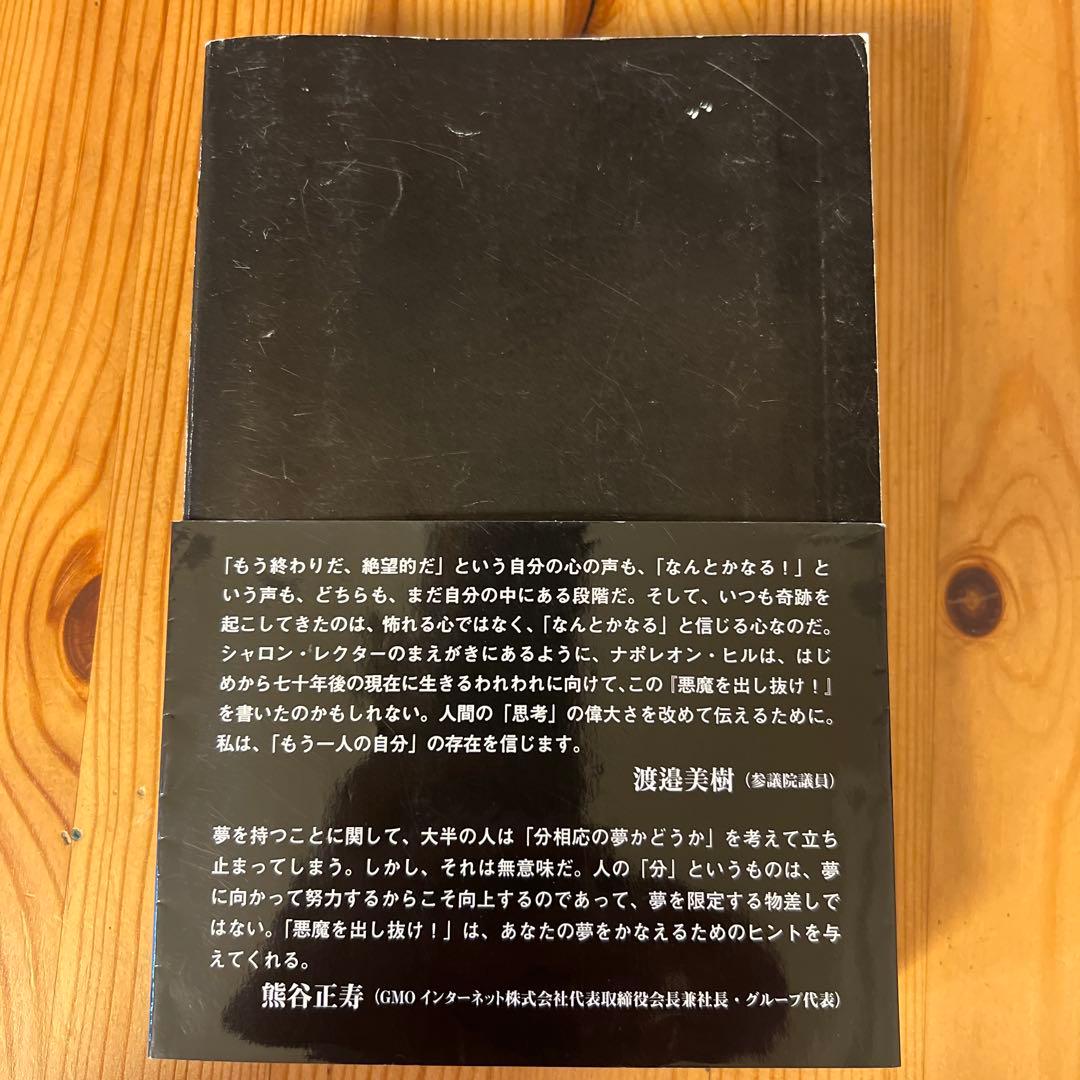 「もう終わりだ、絶望的だ」という自分の心の声も、「なんとかなる！」と
いう声も、どちらも、まだ自分の中にある段階だ。そして、いつも奇跡を
起こしてきたのは、怖れる心ではなく、「なんとかなる」と信じる心なのだ。
シャロン・レクターのまえがきにあるように、ナポレオン・ヒルは、はじ
めから七十年後の現在に生きるわれわれに向けて、この『悪魔を出し抜け！』
を書いたのかもしれない。人間の「思考」の偉大さを改めて伝えるために。
私は、「もう一人の自分」の存在を信じます。
渡邉美樹（参議院議員）
夢を持つことに関して、大半の人は「分相応の夢かどうか」を考えて立ち
止まってしまう。しかし、それは無意味だ。人の「分」というものは、夢
に向かって努力するからこそ向上するのであって、夢を限定する物差しで
はない。「悪魔を出し抜け！」は、あなたの夢をかなえるためのヒントを与
えてくれる。
熊谷正寿（GMO インターネット株式会社代表取締役会長兼社長・グループ代表）